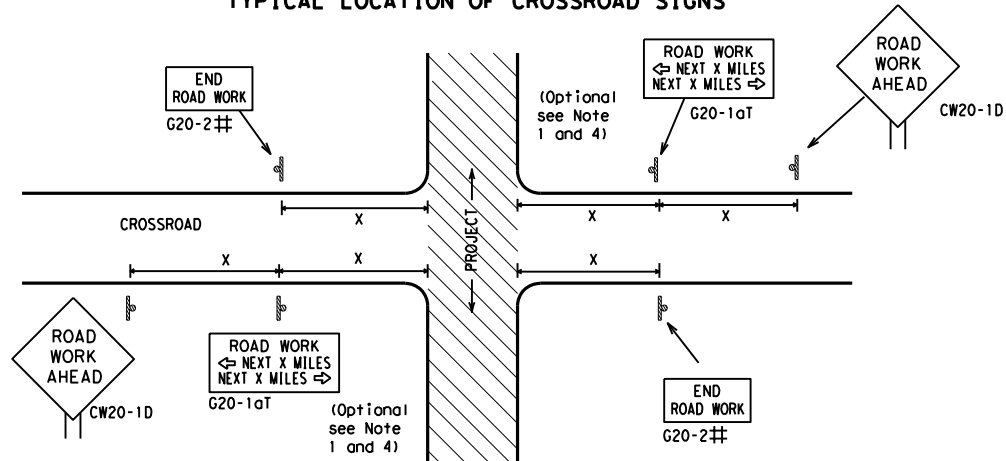 TYPICAL LOCATION OF CROSSROAD SIGNS
END
ROAD WORK
G20-2#
(Optional
see Note
1 and 4)
ROAD WORK
⇦ NEXT X MILES
NEXT X MILES ⇨
G20-1aT
ROAD
WORK
AHEAD
CW20-1D
CROSSROAD
X
X
X
PROJECT
X
X
X
ROAD
WORK
AHEAD
CW20-1D
ROAD WORK
⇦ NEXT X MILES
NEXT X MILES ⇨
G20-1aT
(Optional
see Note
1 and 4)
END
ROAD WORK
G20-2#